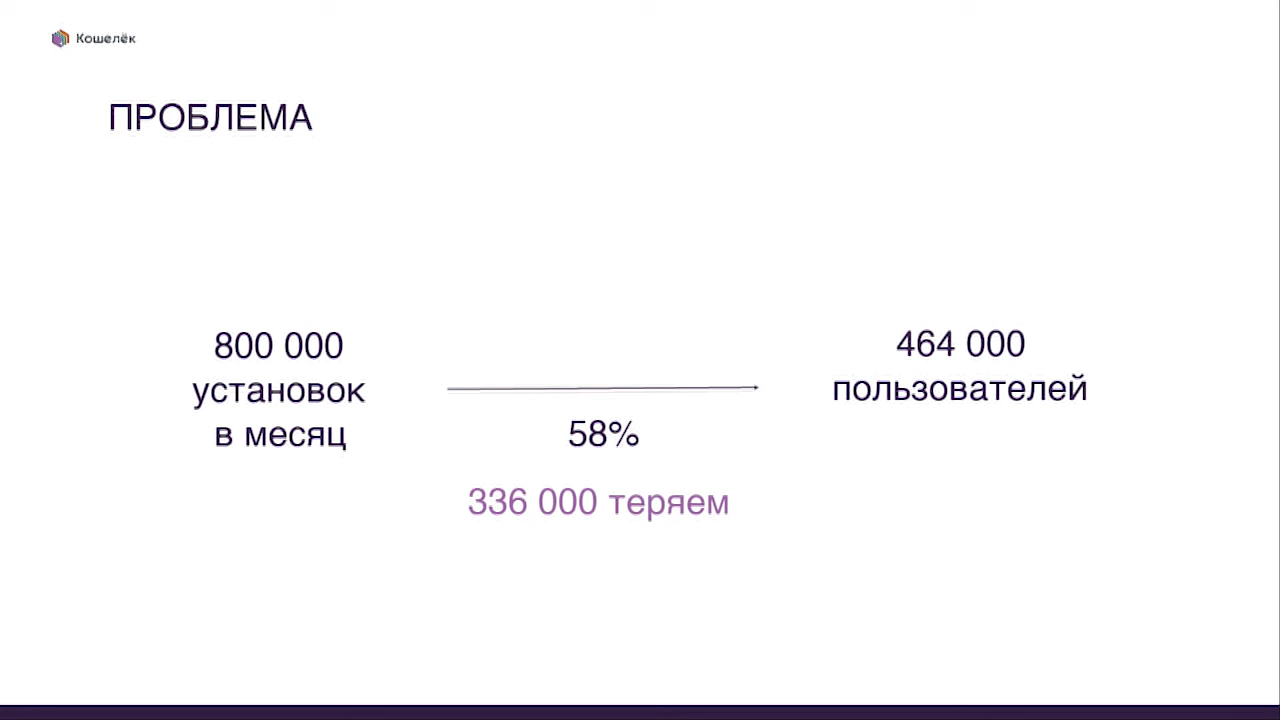 Кошелёк
ПРОБЛЕМА
800 000
установок
в месяц
58%
336 000 теряем
464 000
пользователей